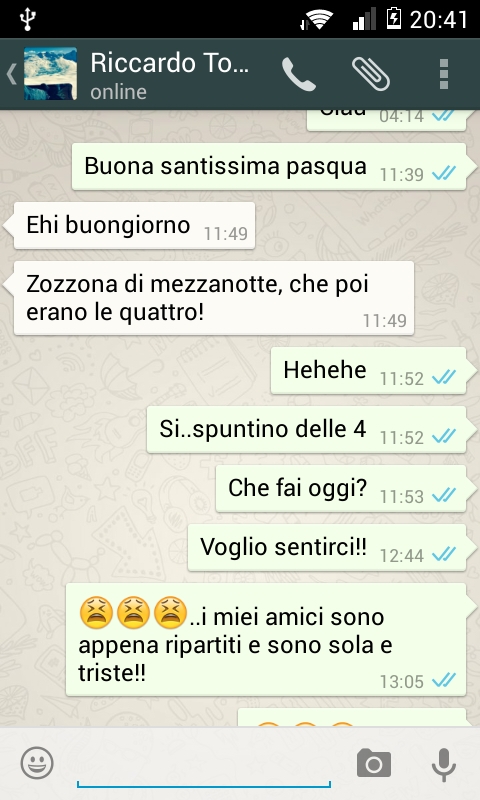 20:41
Riccardo To...
online
04:14
Buona santissima pasqua 11:39
Ehi buongiorno 11:49
Zozzona di mezzanotte, che poi
erano le quattro!
11:49
Hehehe 11:52
Si..spuntino delle 4 11:52
Che fai oggi? 11:53
Voglio sentirci!! 12:44
😫😫😫..i miei amici sono
appena ripartiti e sono sola e
triste!!
13:05